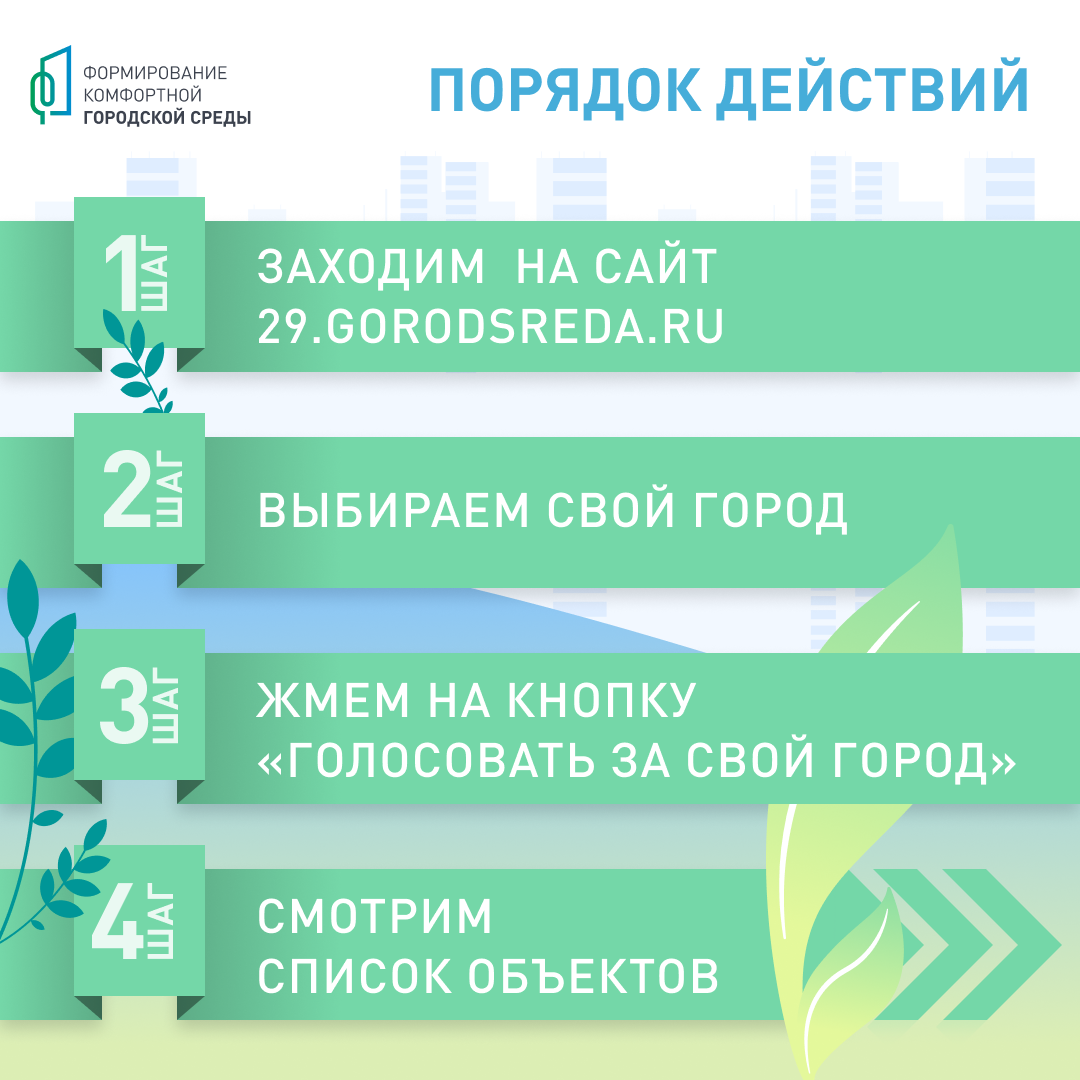 ФОРМИРОВАНИЕ
КОМФОРТНОЙ
ГОРОДСКОЙ СРЕДЫ
ПОРЯДОК ДЕЙСТВИЙ
1 ШАГ
ЗАХОДИМ НА САЙТ
29.GORODSREDA.RU
2 ШАГ
ВЫБИРАЕМ СВОЙ ГОРОД
3 ШАГ
ЖМЕМ НА КНОПКУ
«ГОЛОСОВАТЬ ЗА СВОЙ ГОРОД»
4 ШАГ
СМОТРИМ
СПИСОК ОБЪЕКТОВ